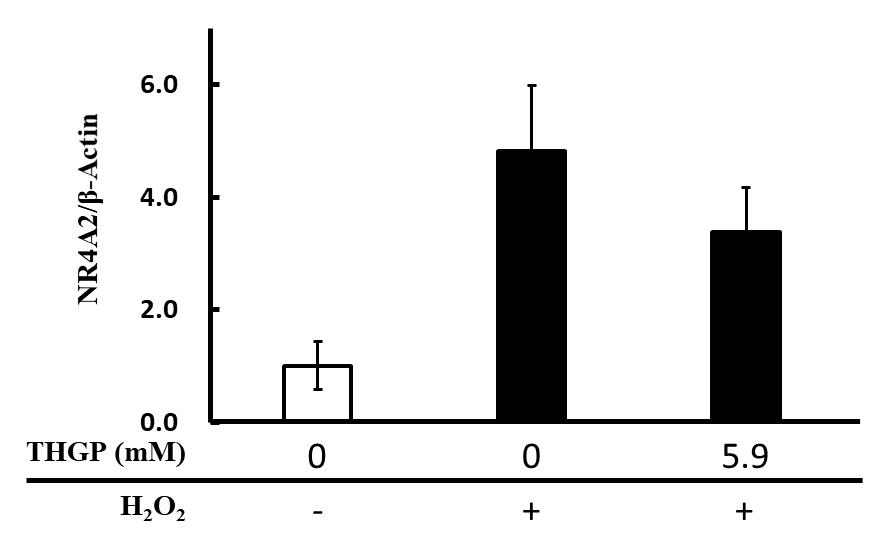 NR4A2/β-Actin
6.0
4.0
2.0
0.0
THGP (mM) 0 0 5.9
H₂O₂ - + +